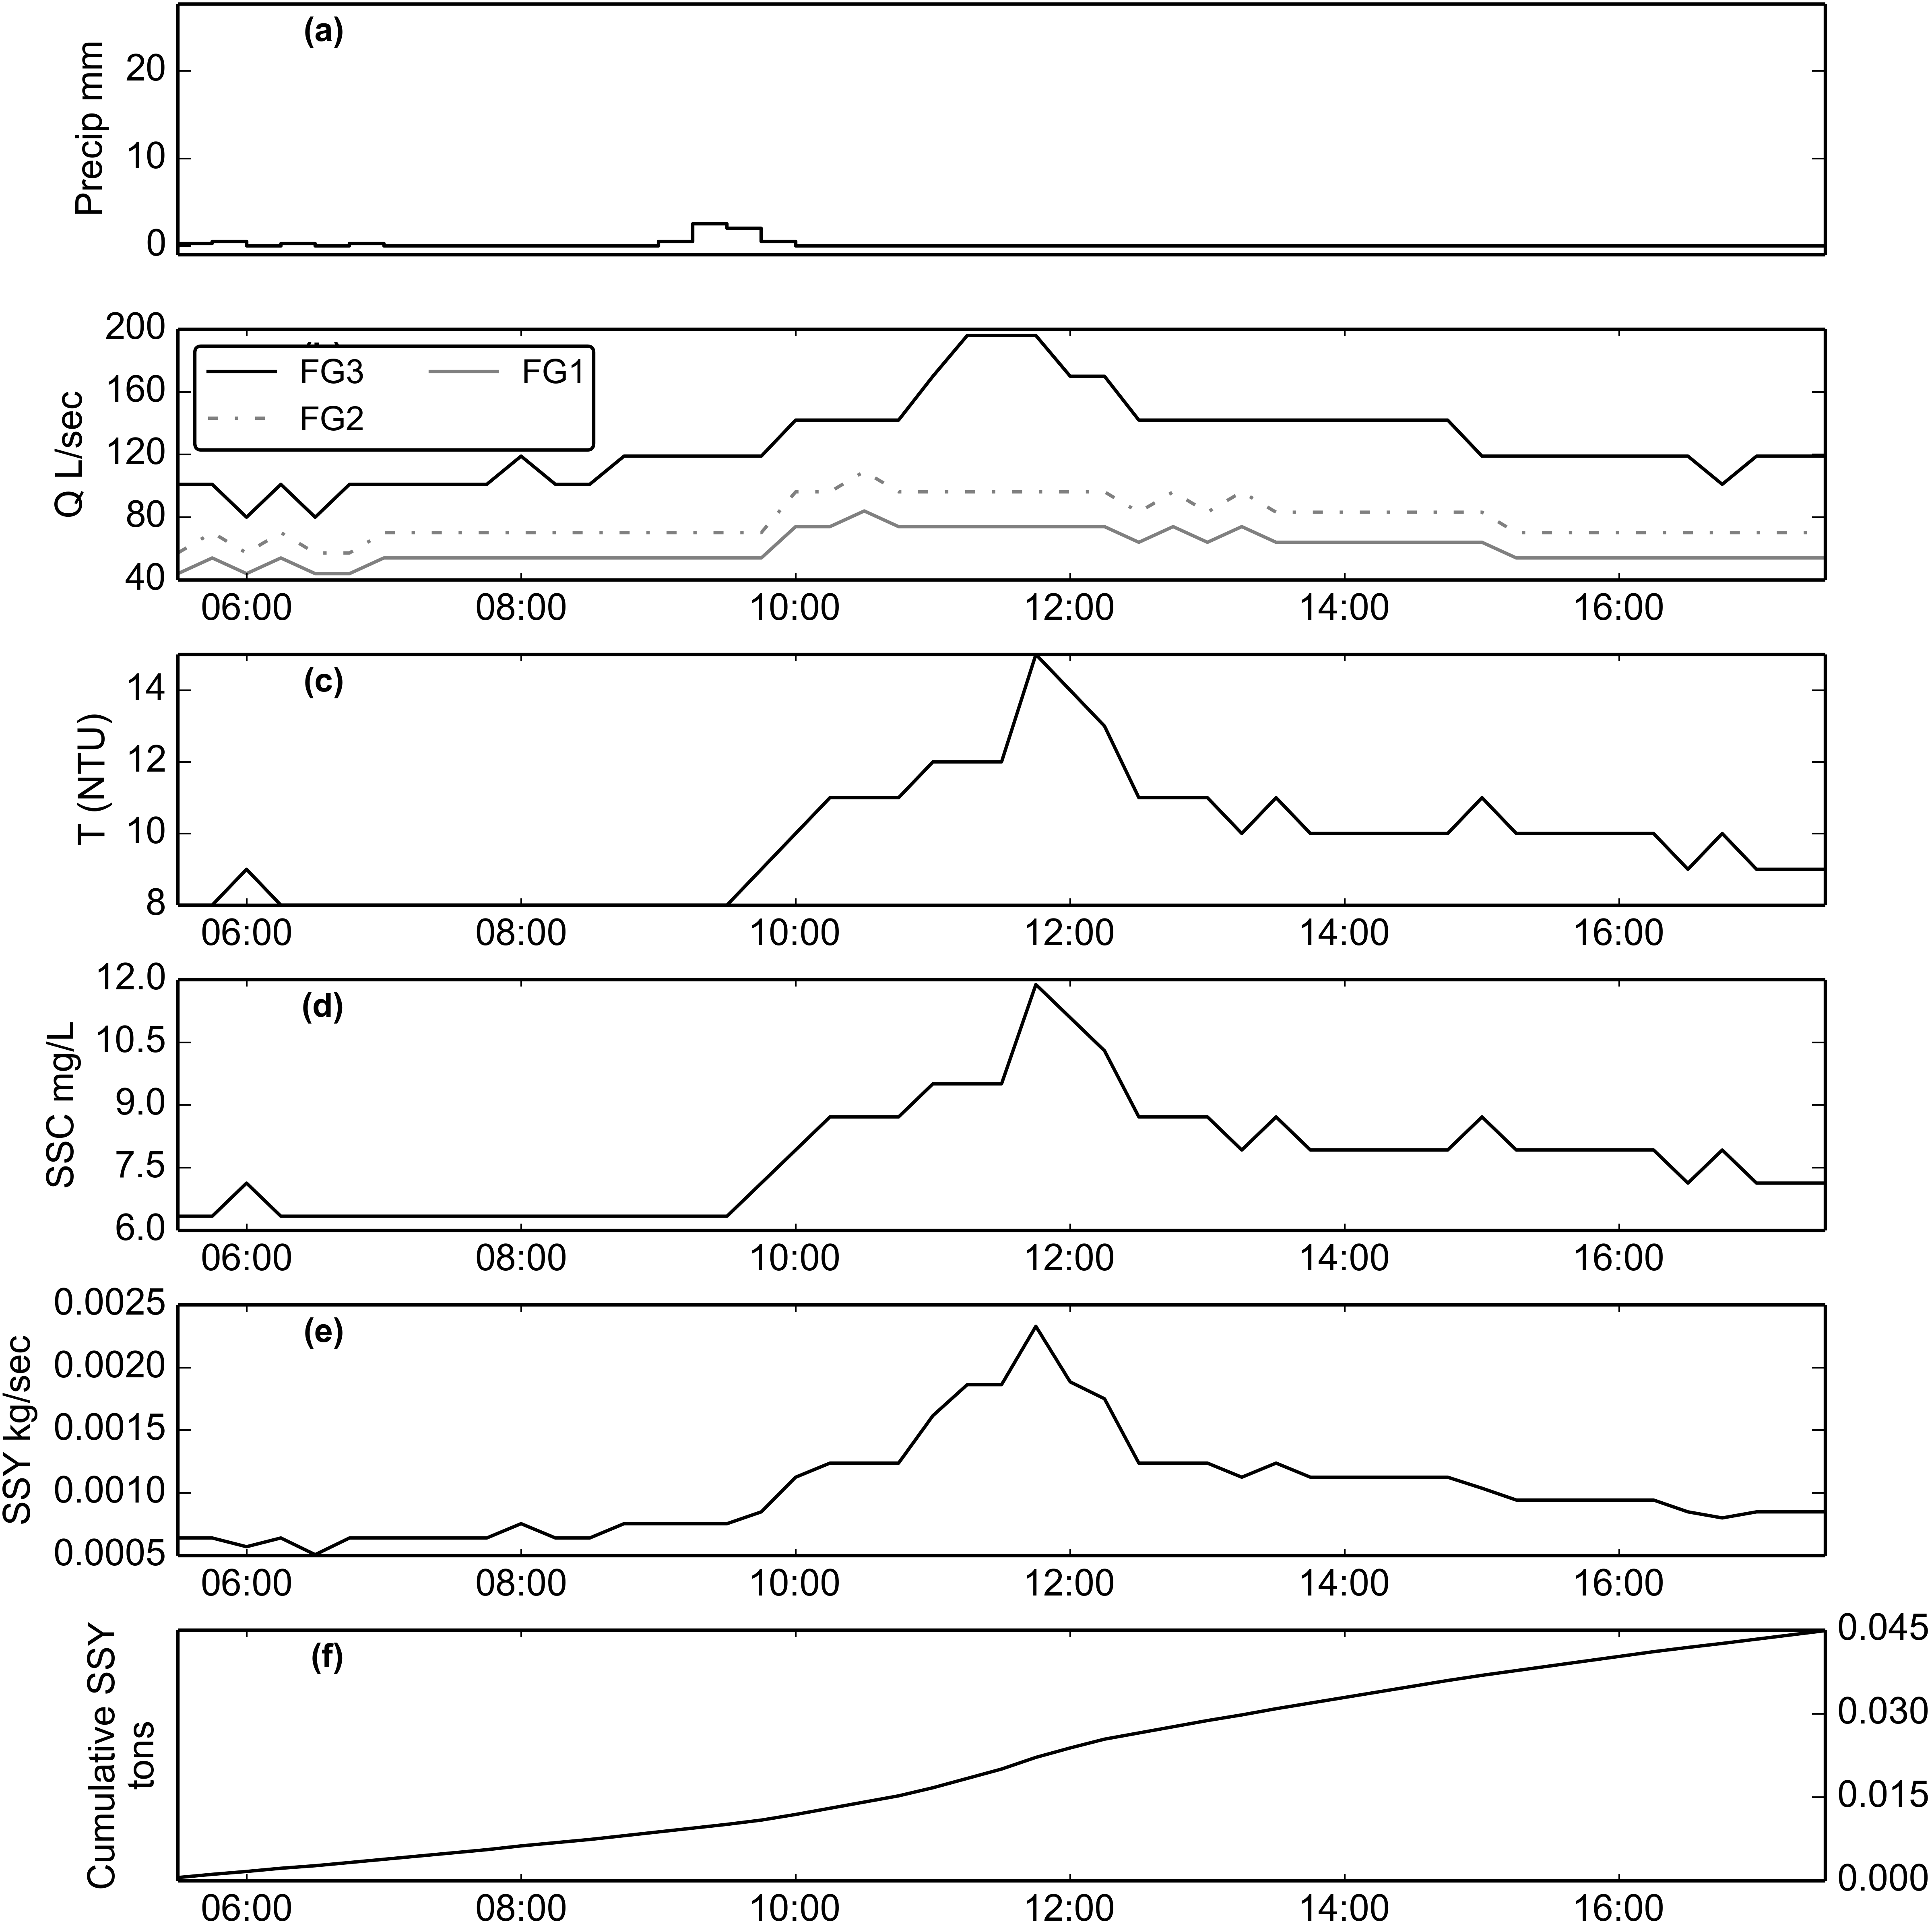 (a)
Precip mm
20
10
0
Q L/sec
200
160
120
80
40
FG3
FG1
FG2
06:00 08:00 10:00 12:00 14:00 16:00
(c)
T (NTU)
14
12
10
8
06:00 08:00 10:00 12:00 14:00 16:00
(d)
SSC mg/L
12.0
10.5
9.0
7.5
6.0
06:00 08:00 10:00 12:00 14:00 16:00
(e)
SSY kg/sec
0.0025
0.0020
0.0015
0.0010
0.0005
06:00 08:00 10:00 12:00 14:00 16:00
(f)
Cumulative SSY
tons
0.045
0.030
0.015
0.000
06:00 08:00 10:00 12:00 14:00 16:00